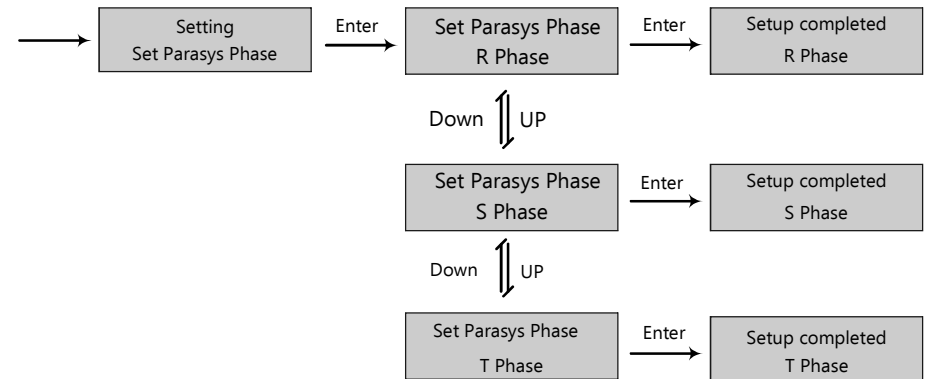 Setting
Set Parasys Phase
Enter
Set Parasys Phase
R Phase
Enter
Setup completed
R Phase
Down
UP
Set Parasys Phase
S Phase
Enter
Setup completed
S Phase
Down
UP
Set Parasys Phase
T Phase
Enter
Setup completed
T Phase